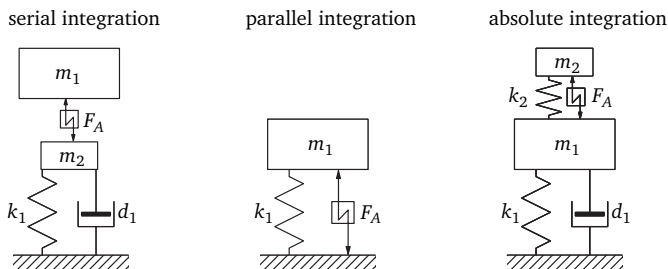 serial integration
parallel integration
absolute integration
m1
FA
m2
k1
d1
m1
k1
FA
m2
k2
FA
m1
k1
d1